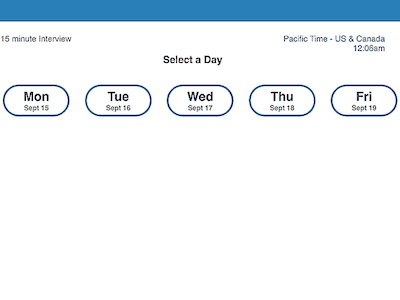 15 minute Interview
Pacific Time - US & Canada
12:06am
Select a Day
Mon
Sept 15
Tue
Sept 16
Wed
Sept 17
Thu
Sept 18
Fri
Sept 19